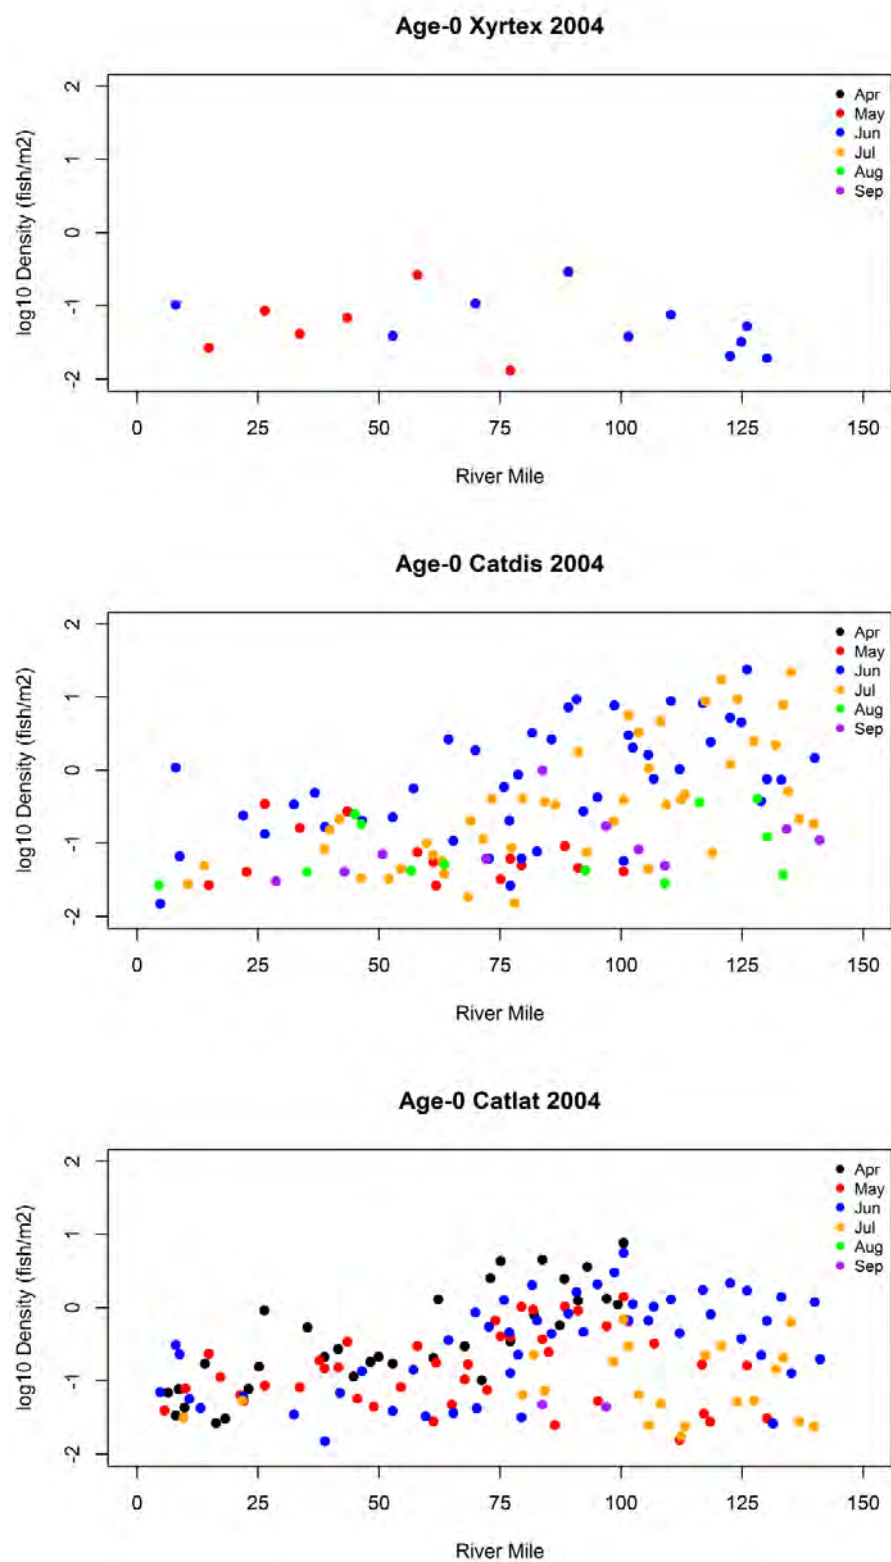 Age-0 Xyrtex 2004
log10 Density (fish/m2)
2
1
0
-1
-2
Apr
May
Jun
Jul
Aug
Sep
0 25 50 75 100 125 150
River Mile
Age-0 Catdis 2004
log10 Density (fish/m2)
2
1
0
-1
-2
Apr
May
Jun
Jul
Aug
Sep
0 25 50 75 100 125 150
River Mile
Age-0 Catlat 2004
log10 Density (fish/m2)
2
1
0
-1
-2
Apr
May
Jun
Jul
Aug
Sep
0 25 50 75 100 125 150
River Mile